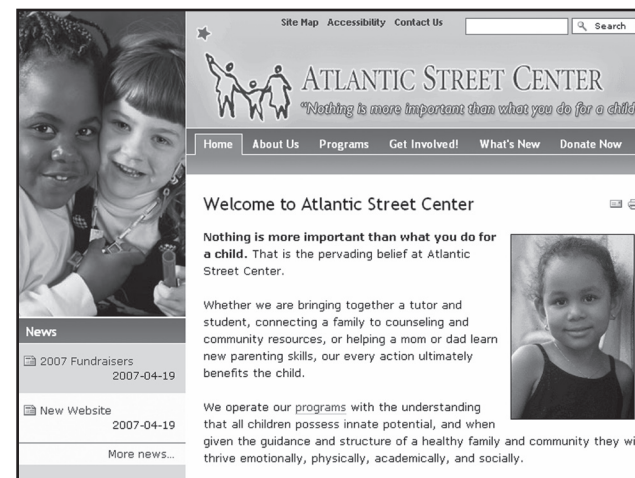 Site Map Accessibility Contact Us
Search
ATLANTIC STREET CENTER
"Nothing is more important than what you do for a child
Home About Us Programs Get Involved! What's New Donate Now
Welcome to Atlantic Street Center
Nothing is more important than what you do for
a child. That is the pervading belief at Atlantic
Street Center.
Whether we are bringing together a tutor and
student, connecting a family to counseling and
community resources, or helping a mom or dad learn
new parenting skills, our every action ultimately
benefits the child.
We operate our programs with the understanding
that all children possess innate potential, and when
given the guidance and structure of a healthy family and community they wi
thrive emotionally, physically, academically, and socially.
News
2007 Fundraisers
2007-04-19
New Website
2007-04-19
More news...